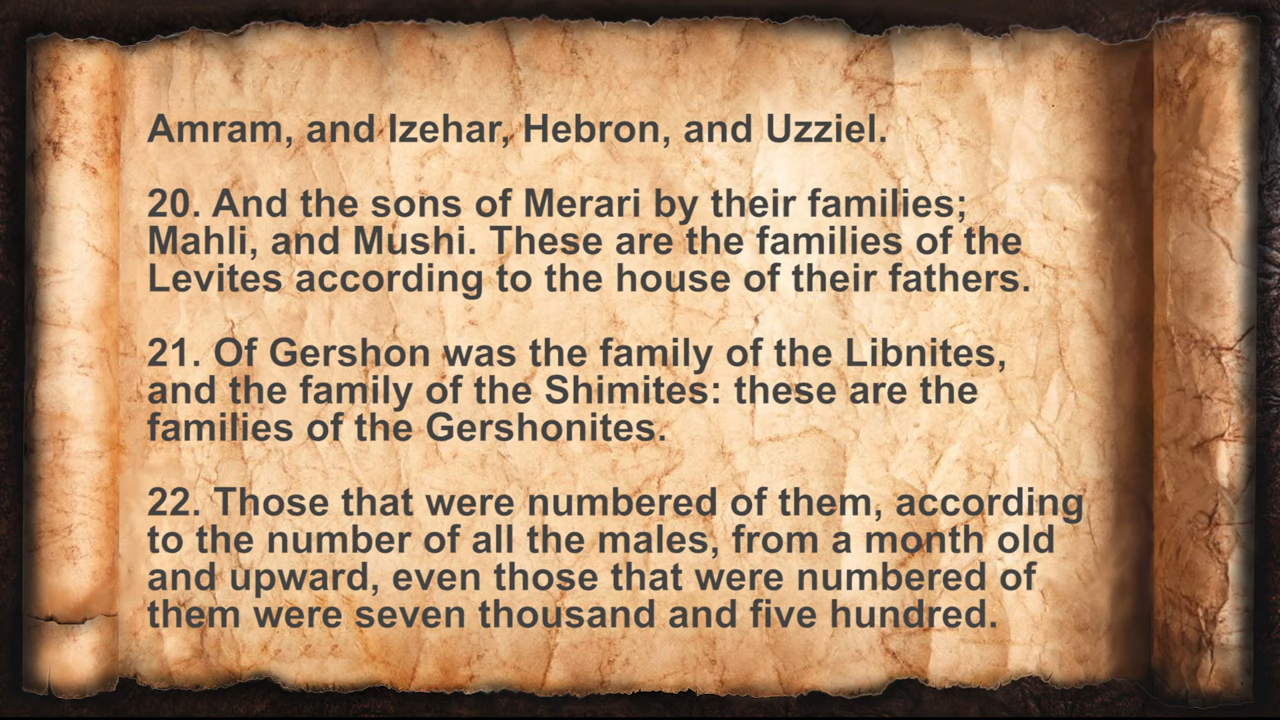 Amram, and Izehar, Hebron, and Uzziel.
20. And the sons of Merari by their families;
Mahli, and Mushi. These are the families of the
Levites according to the house of their fathers.
21. Of Gershon was the family of the Libnites,
and the family of the Shimites: these are the
families of the Gershonites.
22. Those that were numbered of them, according
to the number of all the males, from a month old
and upward, even those that were numbered of
them were seven thousand and five hundred.